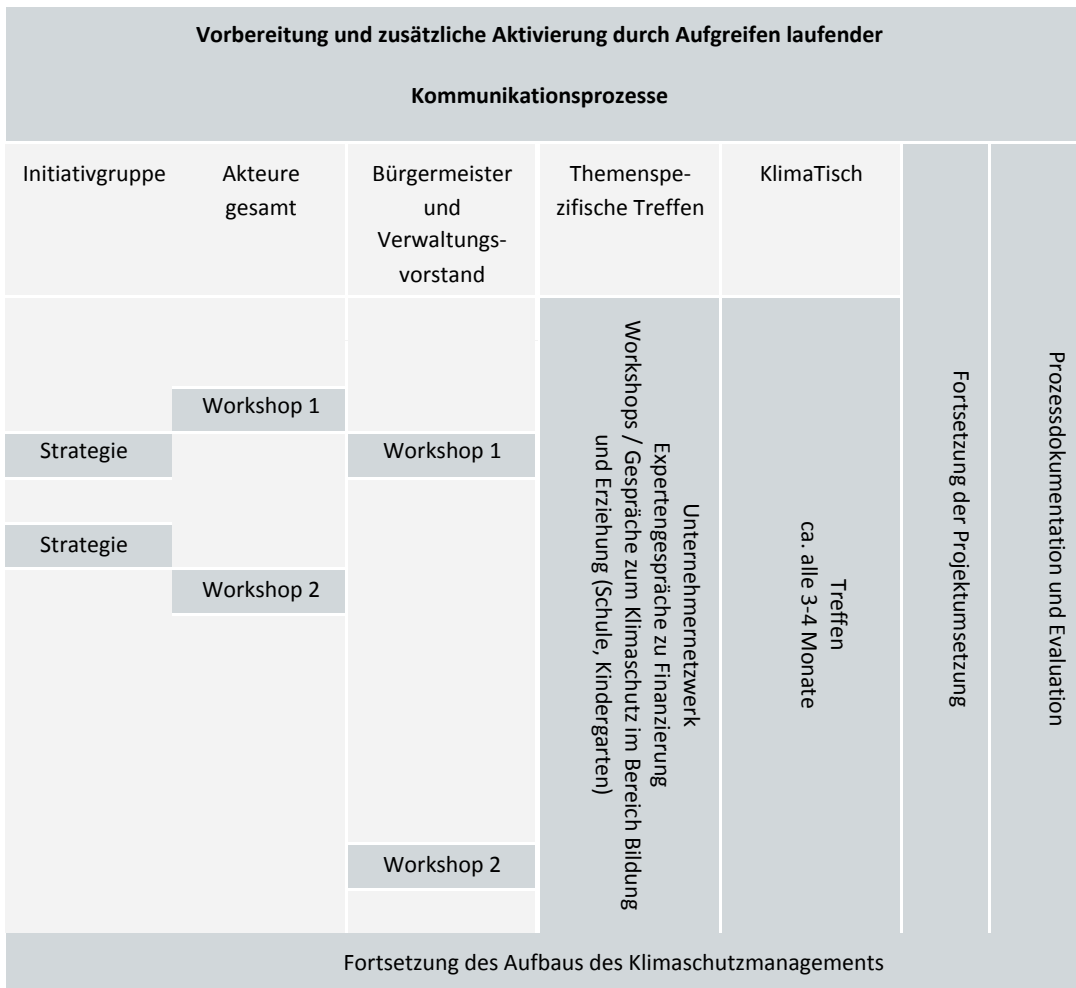 Vorbereitung und zusätzliche Aktivierung durch Aufgreifen laufender
Kommunikationsprozesse
Initiativgruppe
Akteure
gesamt
Bürgermeister
und
Verwaltungs-
vorstand
Themenspe-
zifische Treffen
KlimaTisch
Workshop 1
Strategie
Workshop 1
Strategie
Workshop 2
Workshop 2
Unternehmernetzwerk
Expertengespräche zu Finanzierung
Workshops / Gespräche zum Klimaschutz im Bereich Bildung
und Erziehung (Schule, Kindergarten)
Treffen
ca. alle 3-4 Monate
Fortsetzung der Projektumsetzung
Prozessdokumentation und Evaluation
Fortsetzung des Aufbaus des Klimaschutzmanagements